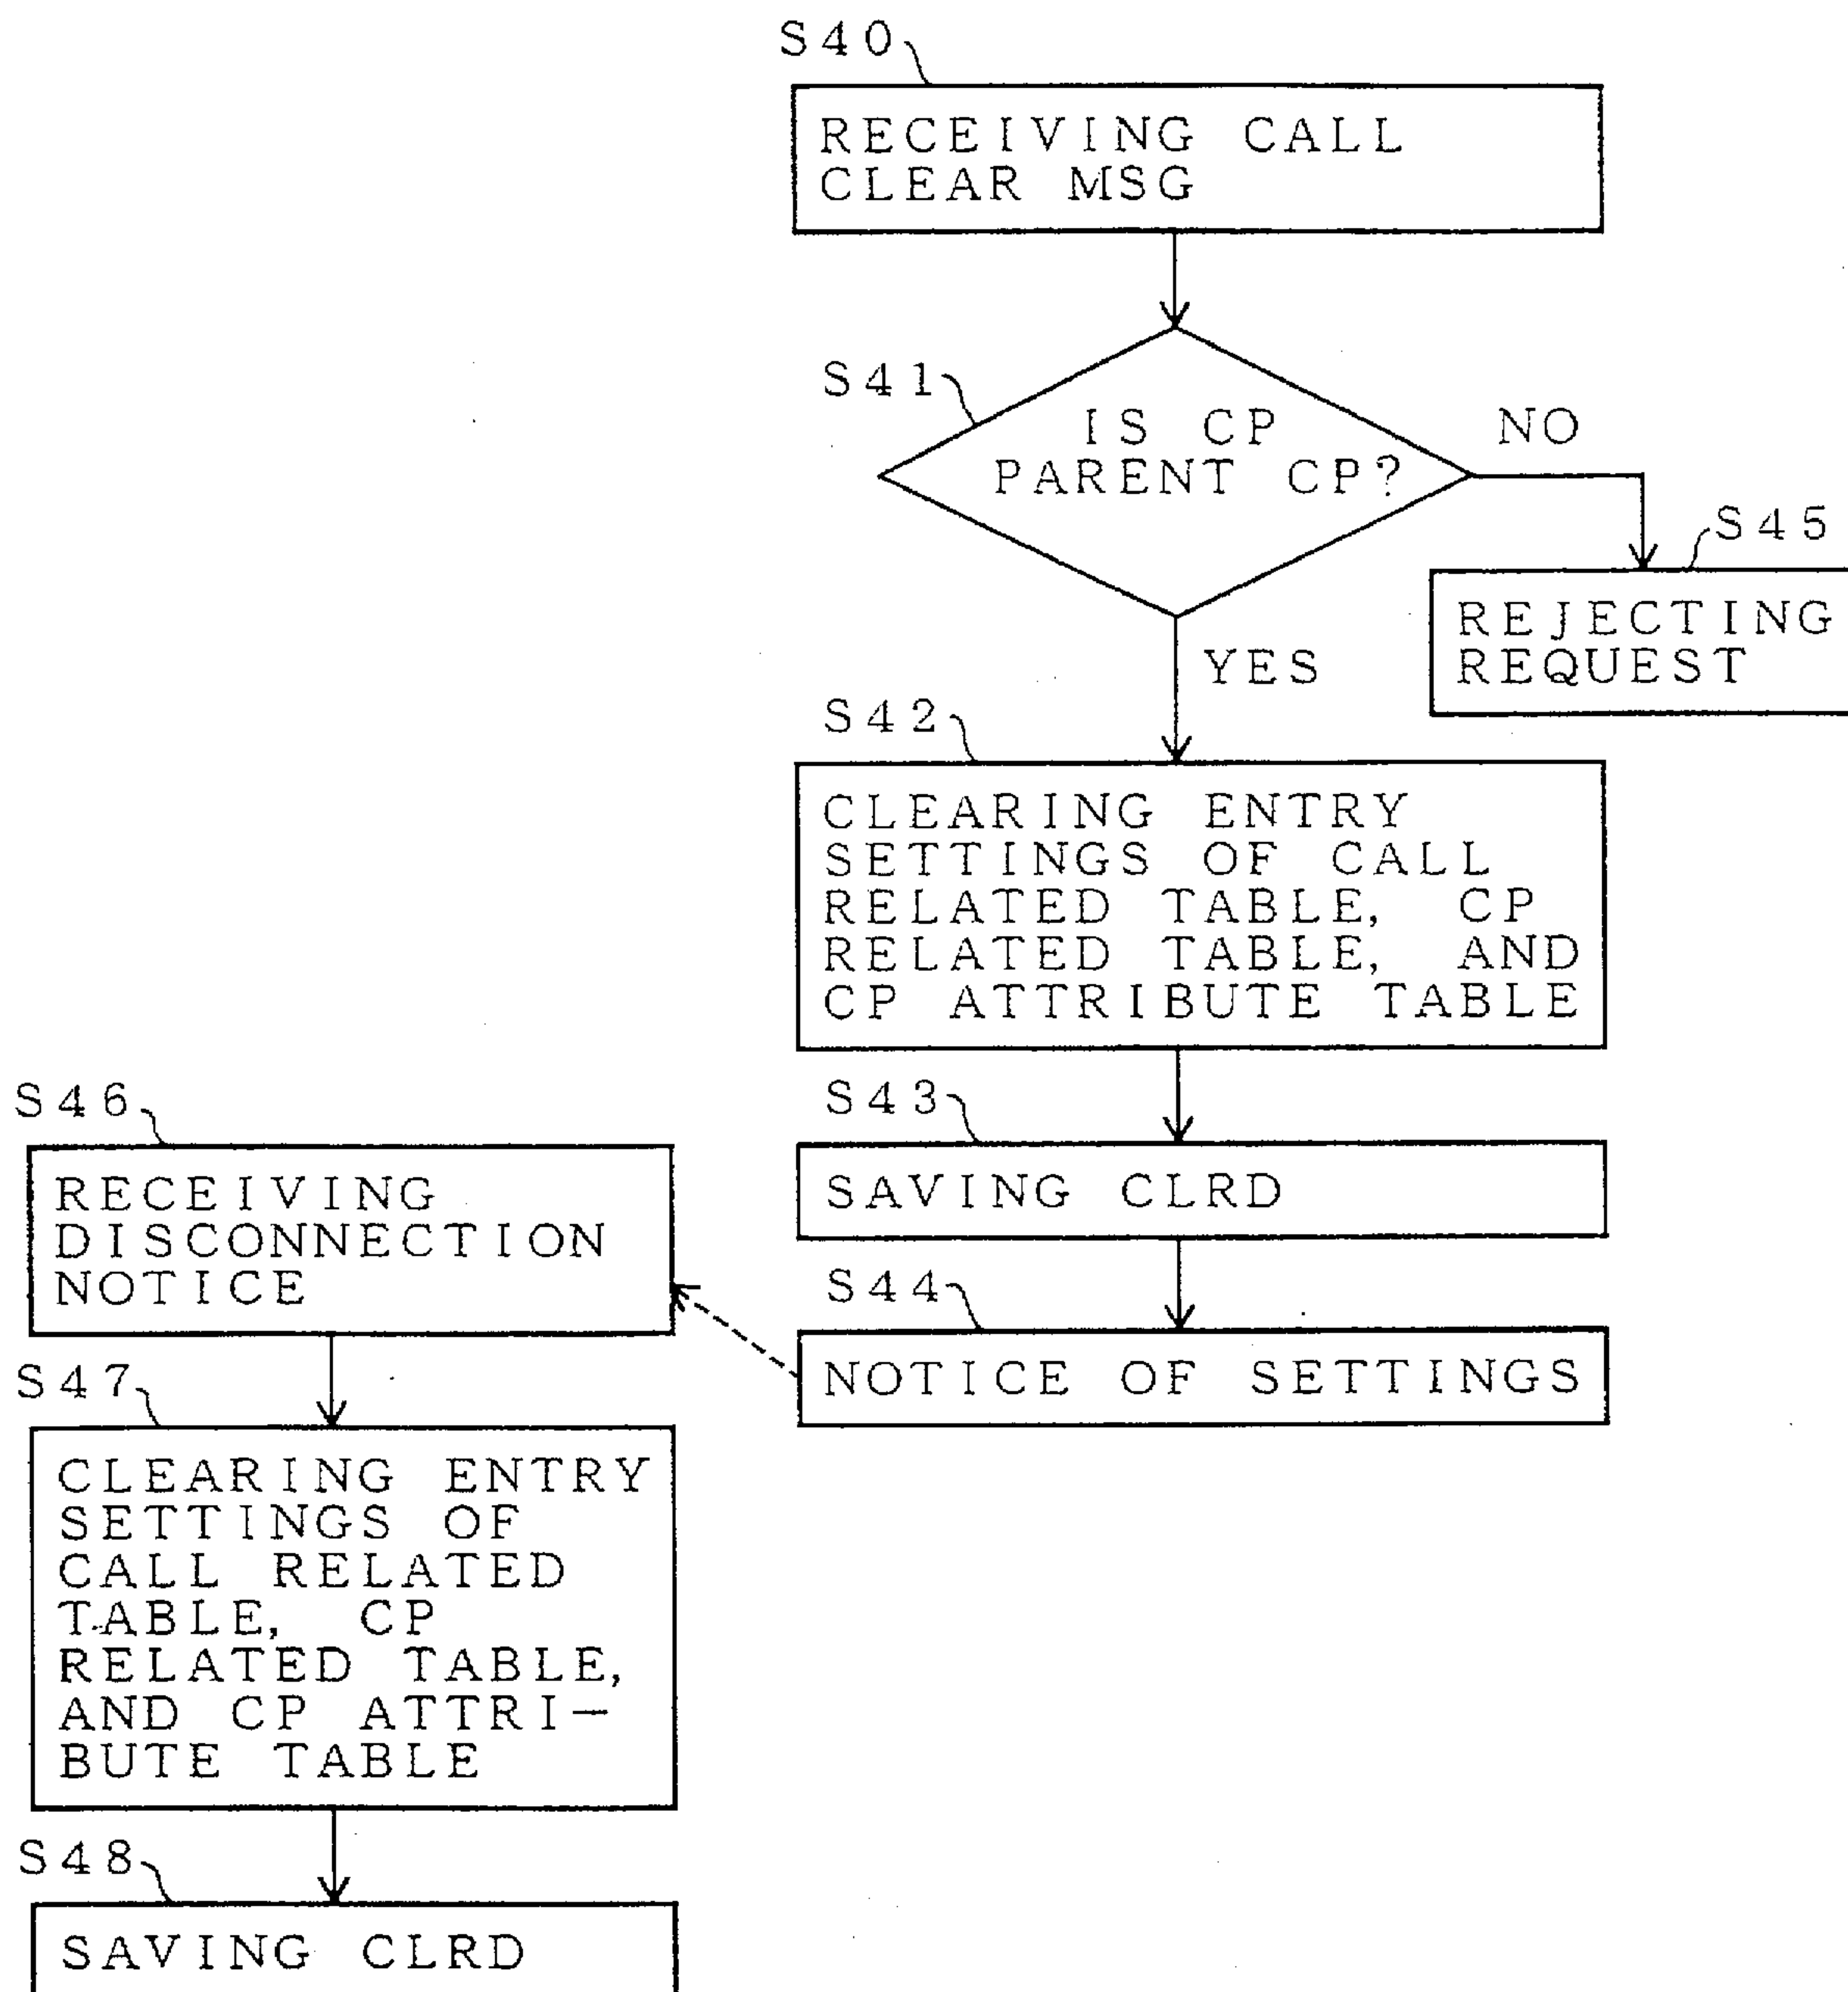 S40
RECEIVING CALL
CLEAR MSG
S41
IS CP
PARENT CP?
NO
S45
REJECTING
REQUEST
YES
S42
CLEARING ENTRY
SETTINGS OF CALL
RELATED TABLE, CP
RELATED TABLE, AND
CP ATTRIBUTE TABLE
S43
SAVING CLRD
S44
NOTICE OF SETTINGS
S46
RECEIVING
DISCONNECTION
NOTICE
S47
CLEARING ENTRY
SETTINGS OF
CALL RELATED
TABLE, CP
RELATED TABLE,
AND CP ATTRI-
BUTE TABLE
S48
SAVING CLRD